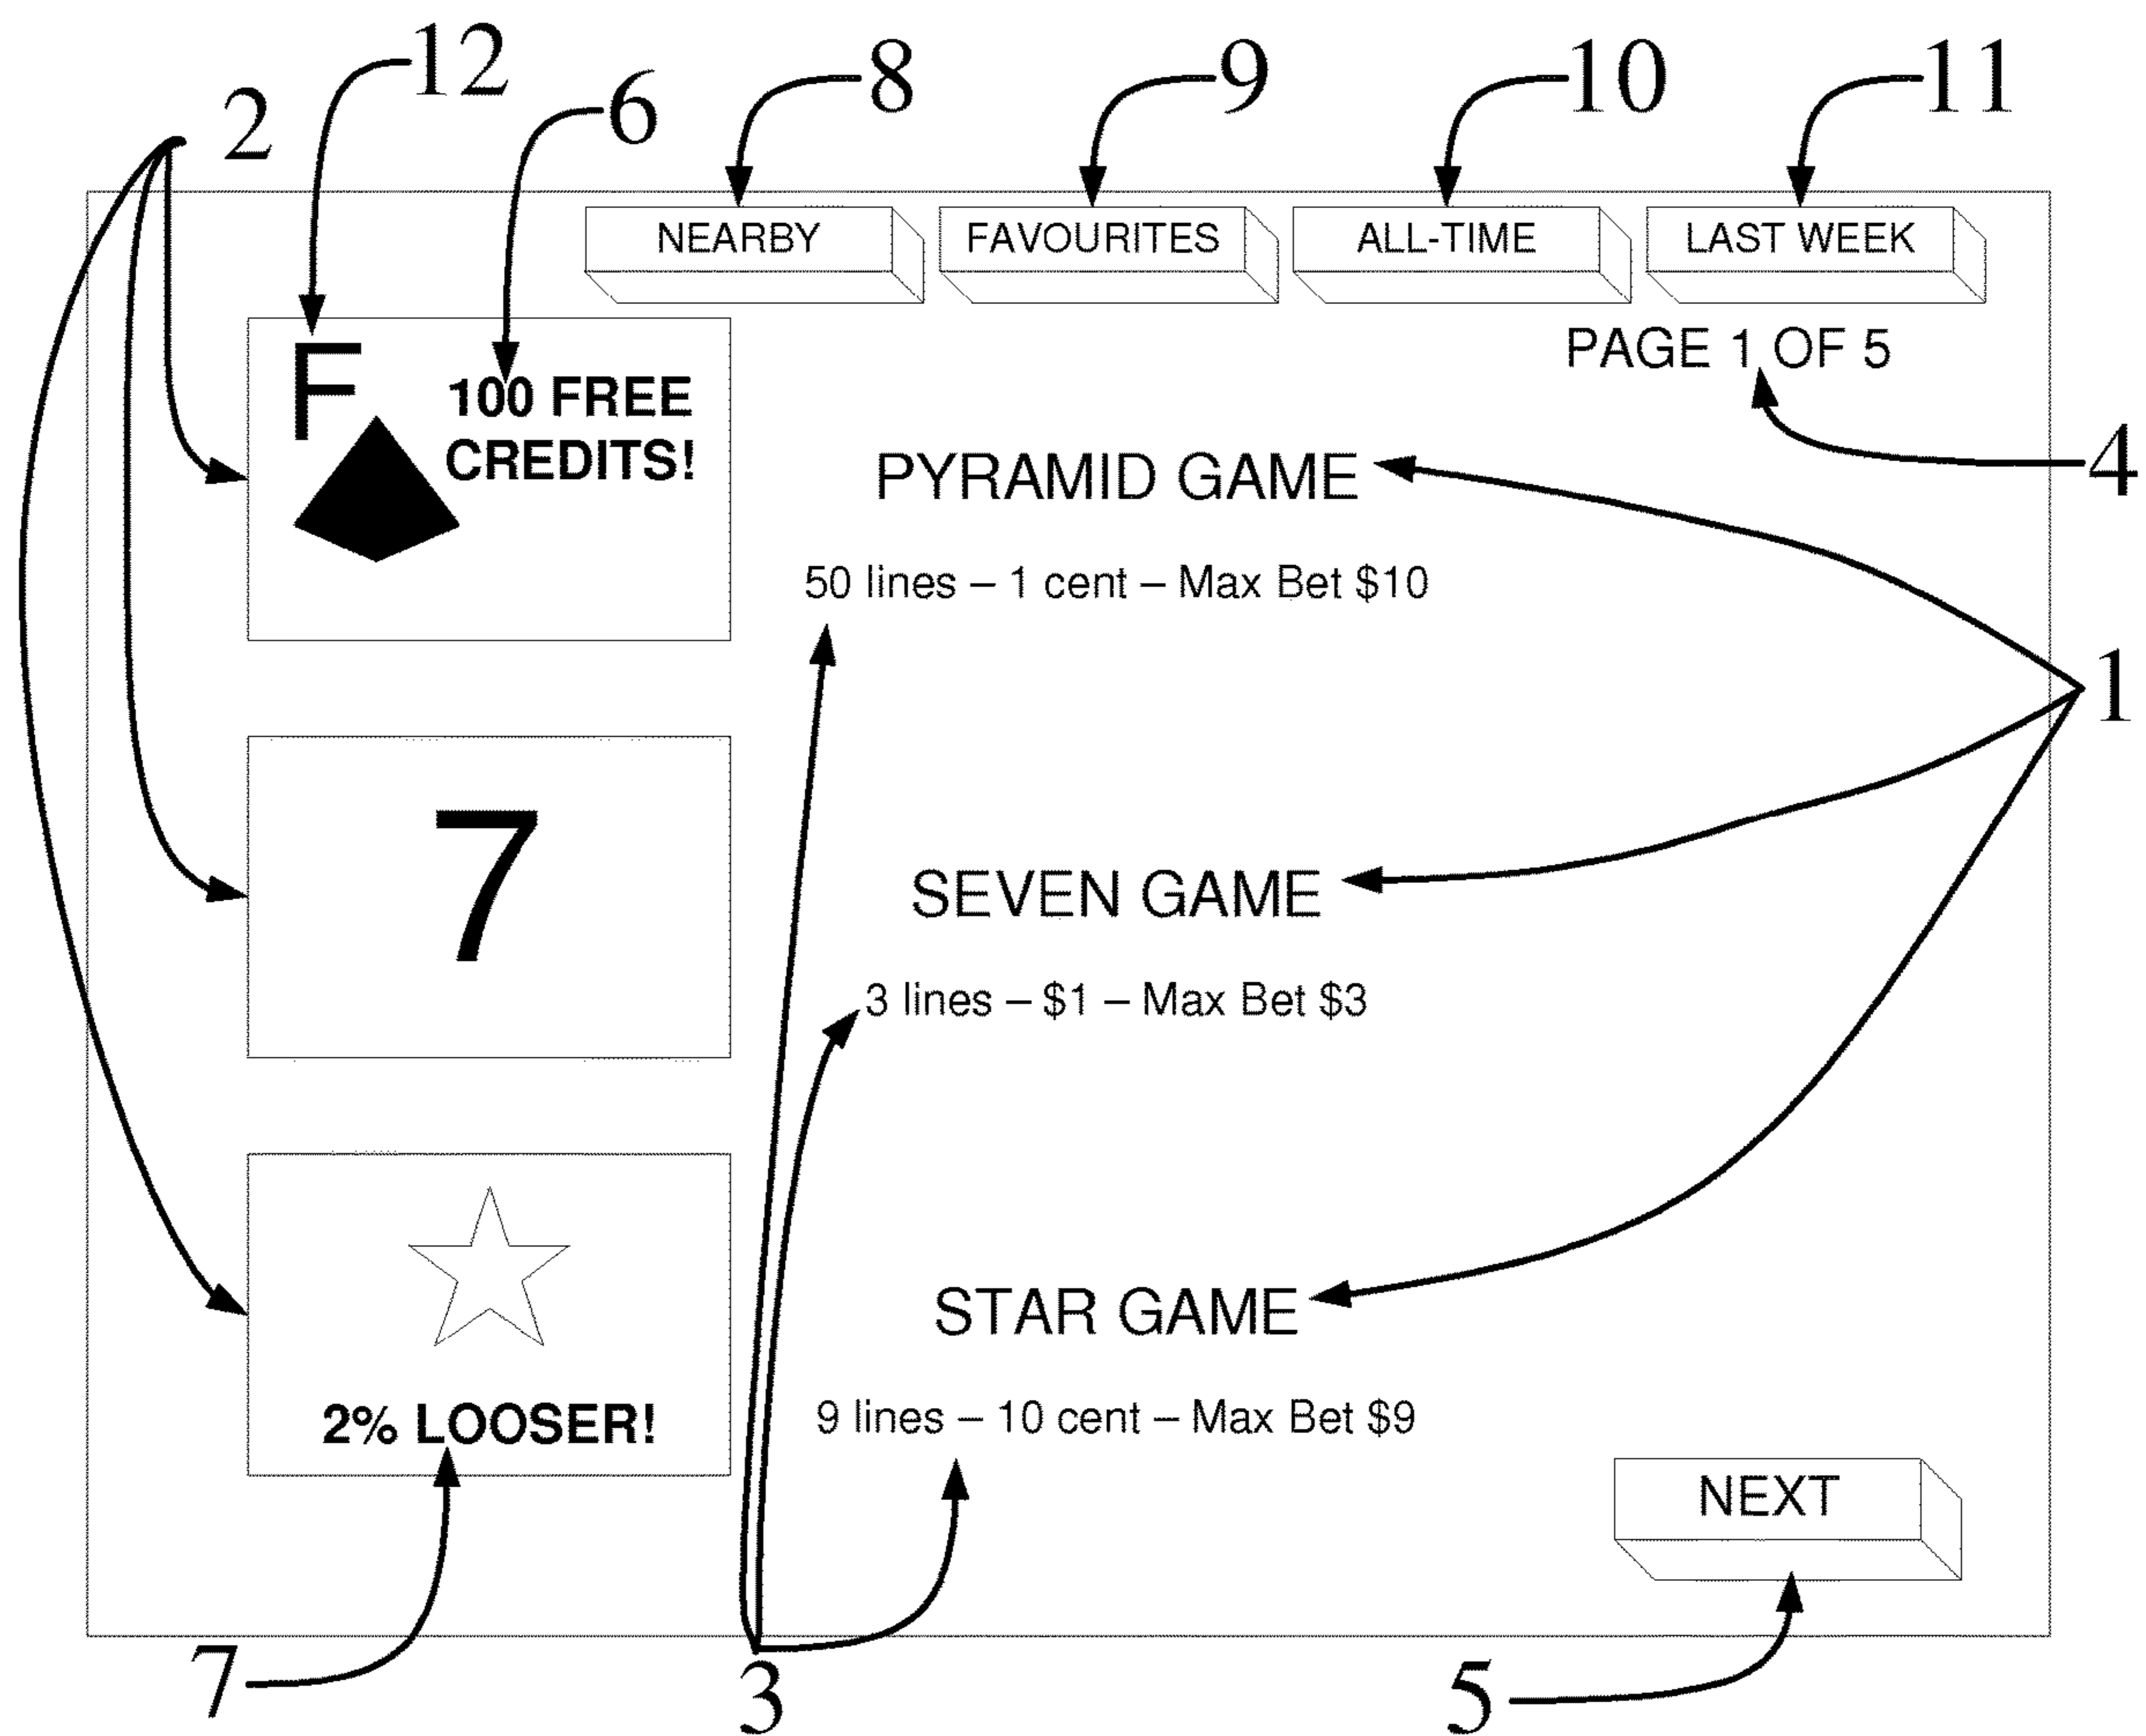 12
2
6
8
9
10
11
NEARBY
FAVOURITES
ALL-TIME
LAST WEEK
PAGE 1 OF 5
4
F
100 FREE
CREDITS!
PYRAMID GAME
50 lines – 1 cent – Max Bet $10
1
7
SEVEN GAME
3 lines – $1 – Max Bet $3
STAR GAME
2% LOOSER!
9 lines – 10 cent – Max Bet $9
NEXT
7
3
5